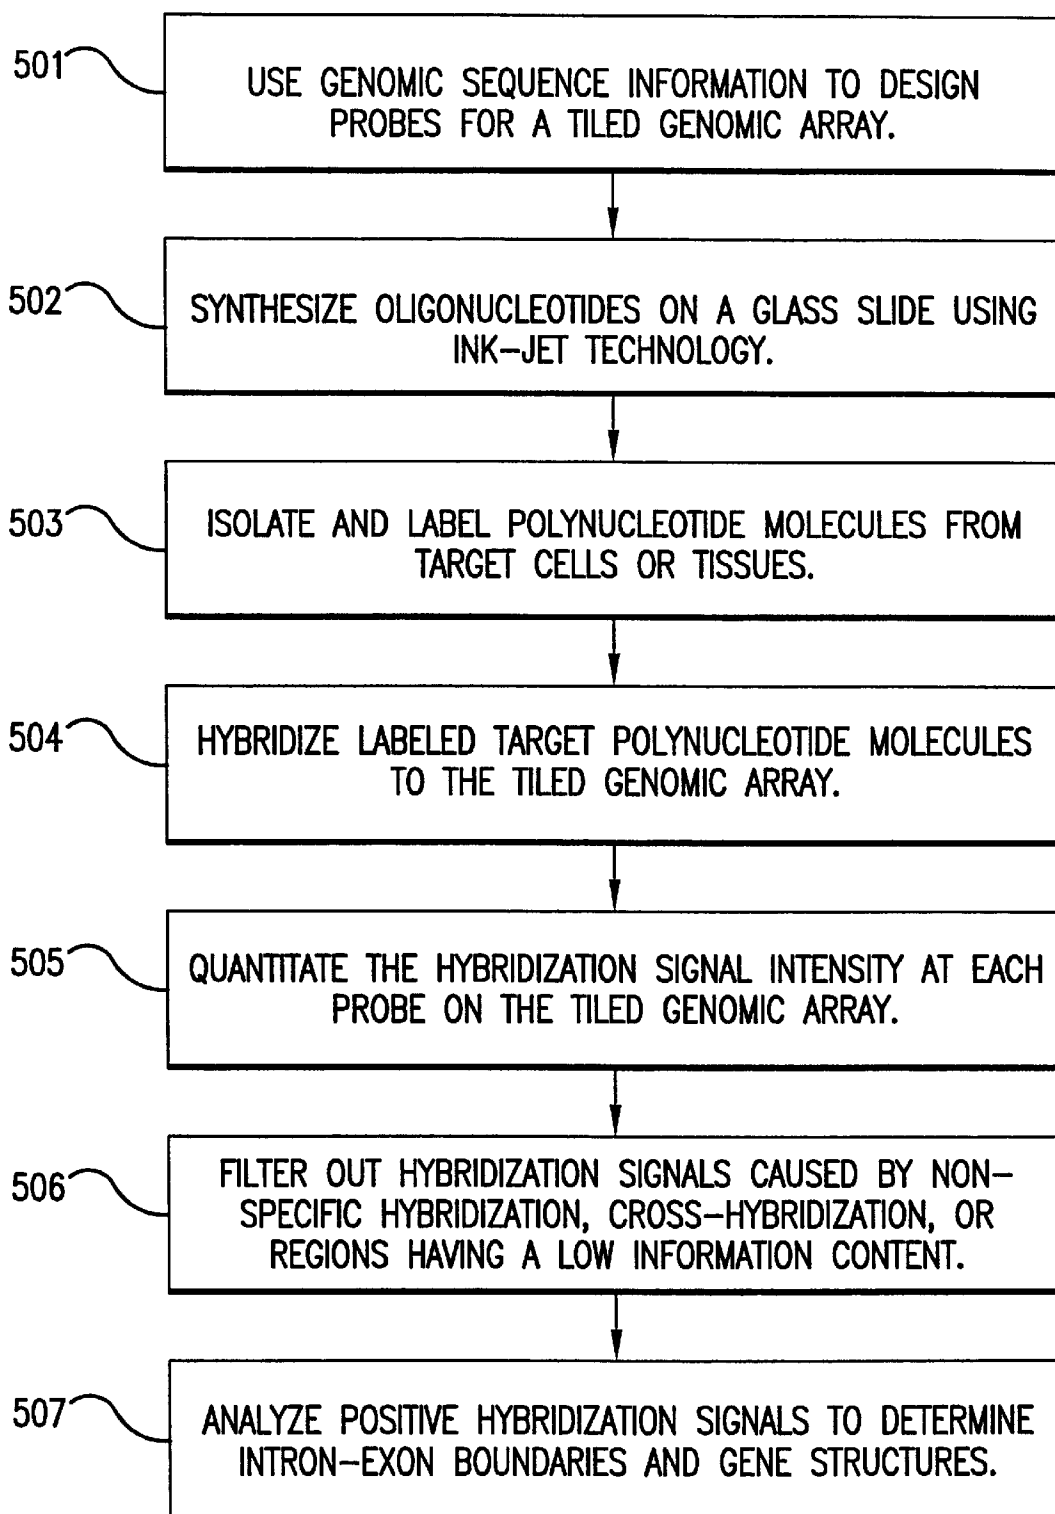 501
USE GENOMIC SEQUENCE INFORMATION TO DESIGN
PROBES FOR A TILED GENOMIC ARRAY.
502
SYNTHESIZE OLIGONUCLEOTIDES ON A GLASS SLIDE USING
INK-JET TECHNOLOGY.
503
ISOLATE AND LABEL POLYNUCLEOTIDE MOLECULES FROM
TARGET CELLS OR TISSUES.
504
HYBRIDIZE LABELED TARGET POLYNUCLEOTIDE MOLECULES
TO THE TILED GENOMIC ARRAY.
505
QUANTITATE THE HYBRIDIZATION SIGNAL INTENSITY AT EACH
PROBE ON THE TILED GENOMIC ARRAY.
506
FILTER OUT HYBRIDIZATION SIGNALS CAUSED BY NON-
SPECIFIC HYBRIDIZATION, CROSS-HYBRIDIZATION, OR
REGIONS HAVING A LOW INFORMATION CONTENT.
507
ANALYZE POSITIVE HYBRIDIZATION SIGNALS TO DETERMINE
INTRON-EXON BOUNDARIES AND GENE STRUCTURES.